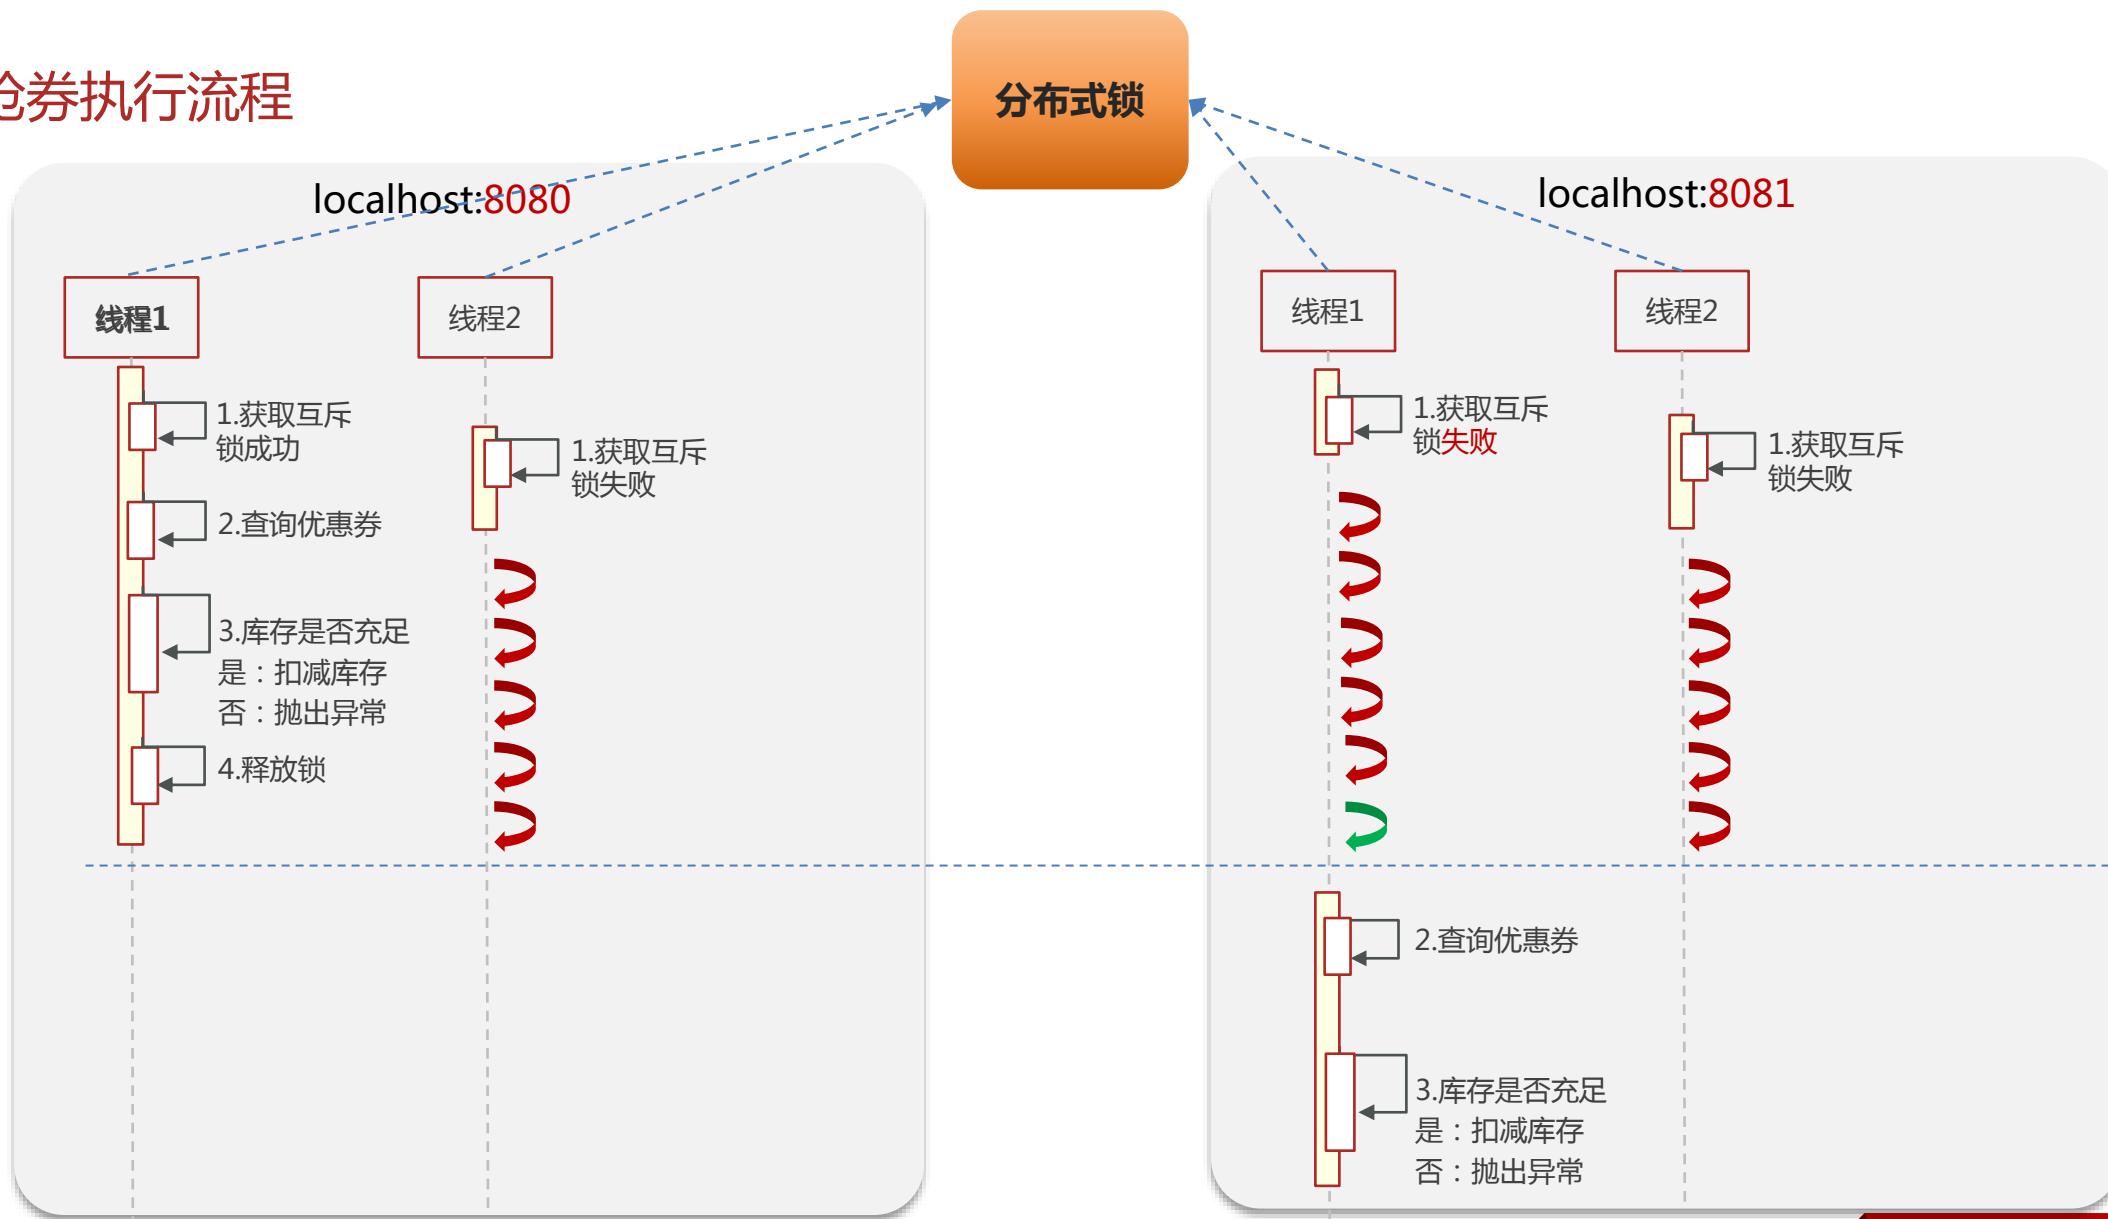 抢券执行流程
分布式锁
localhost:8080
线程1
线程2
1.获取互斥
锁成功
2.查询优惠券
3.库存是否充足
是：扣减库存
否：抛出异常
4.释放锁
1.获取互斥
锁失败
localhost:8081
线程1
线程2
1.获取互斥
锁失败
1.获取互斥
锁失败
2.查询优惠券
3.库存是否充足
是：扣减库存
否：抛出异常